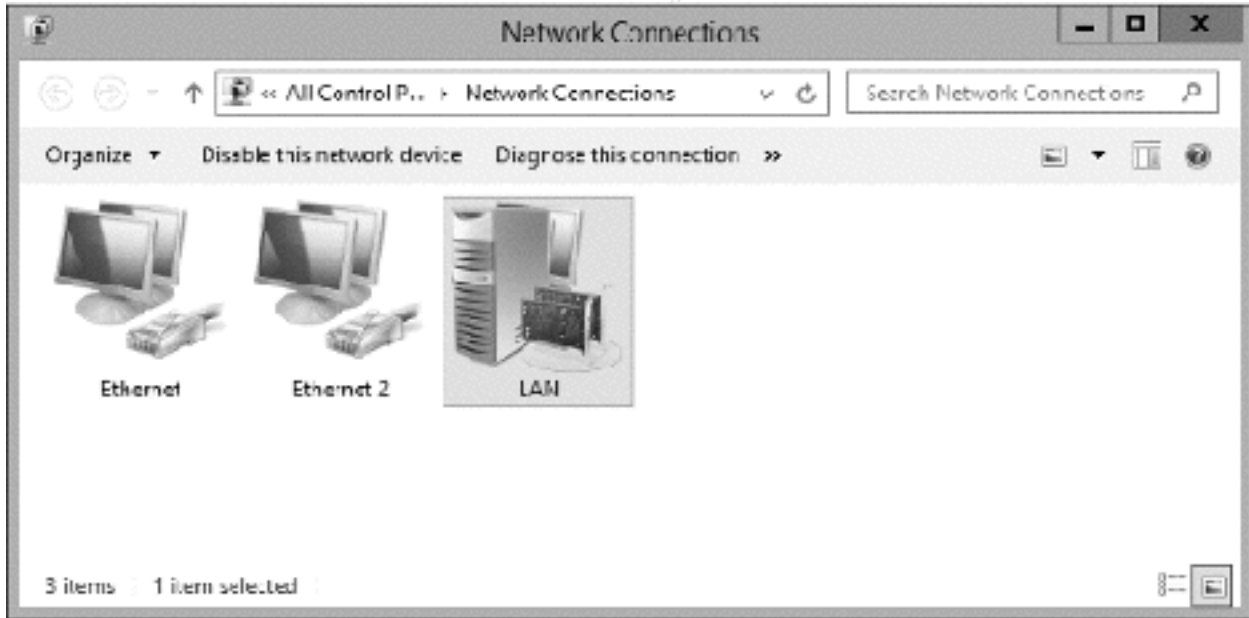 Network Connections
« All Control P... ▸ Network Connections
Search Network Connections
Organize ▾ Disable this network device Diagnose this connection »
Ethernet Ethernet 2 LAN
3 items 1 item selected